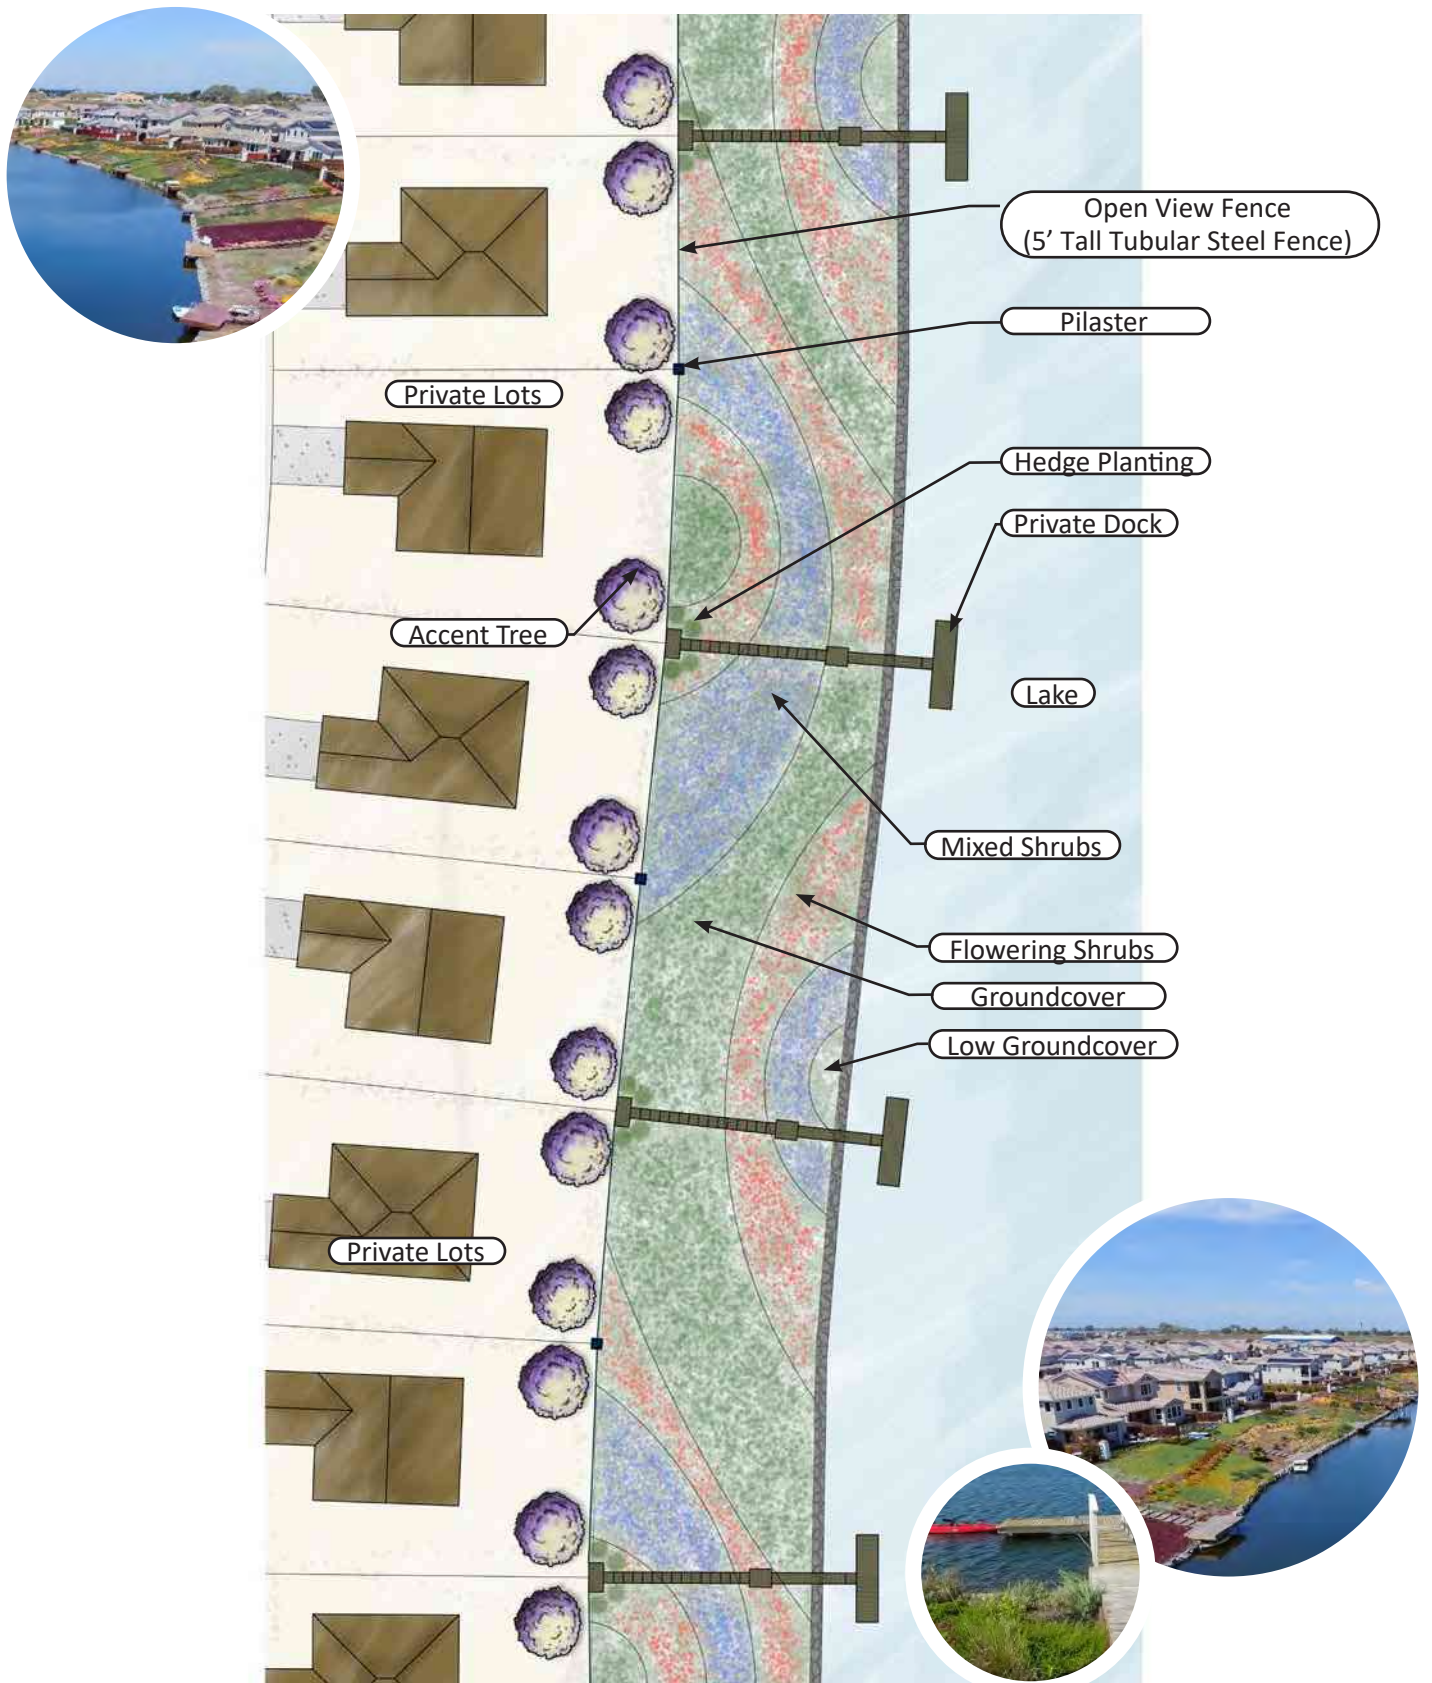 Open View Fence
(5’ Tall Tubular Steel Fence)
Pilaster
Private Lots
Hedge Planting
Private Dock
Accent Tree
Lake
Mixed Shrubs
Flowering Shrubs
Groundcover
Low Groundcover
Private Lots